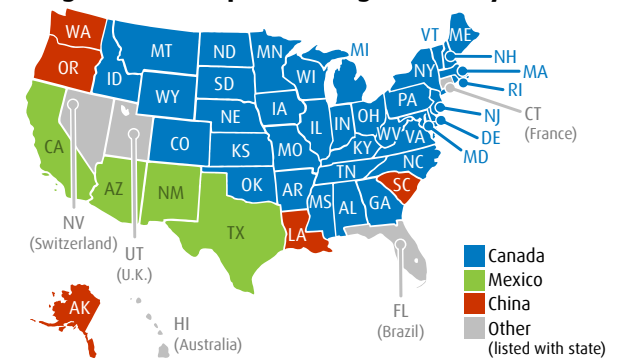 WA
OR
ID
MT
ND
MN
WI
MI
VT
ME
NH
MA
RI
CT
(France)
NY
NJ
DE
MD
PA
OH
WV
VA
NC
SC
GA
AL
MS
TN
KY
IN
IL
IA
MO
AR
LA
SD
NE
KS
OK
TX
WY
CO
NM
AZ
CA
NV
(Switzerland)
UT
(U.K.)
AK
HI
(Australia)
FL
(Brazil)
Canada
Mexico
China
Other
(listed with state)